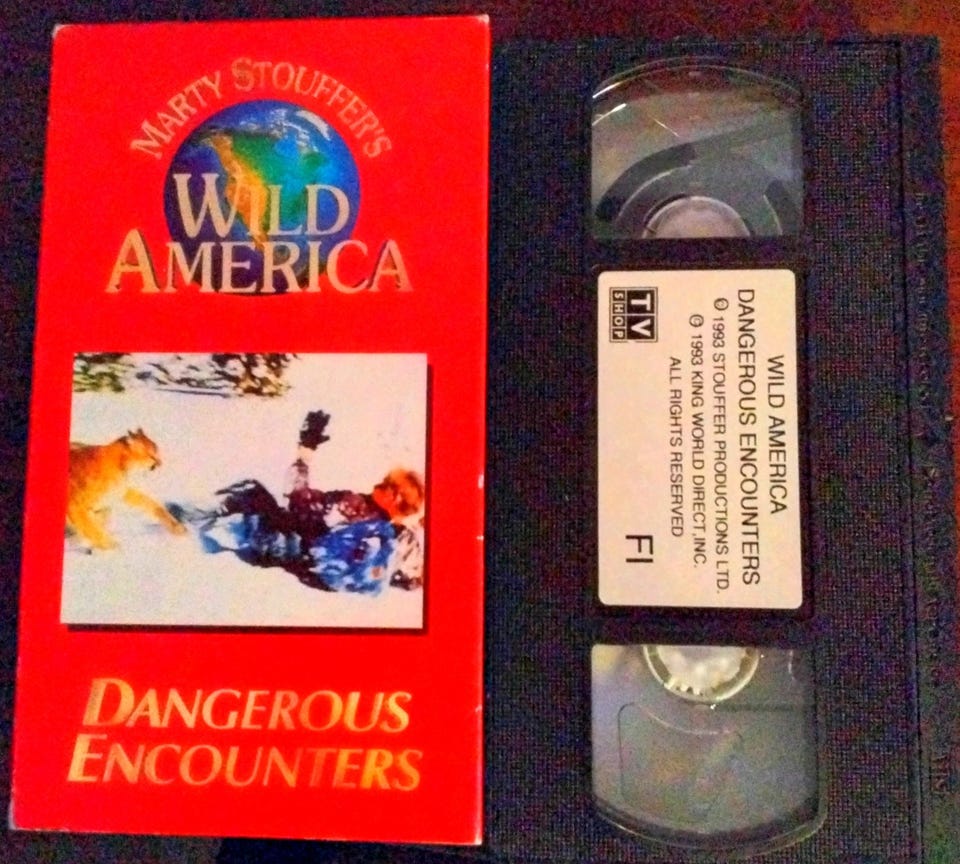 MARTY STOUFFER'S
WILD
AMERICA
DANGEROUS
ENCOUNTERS
WILD AMERICA
DANGEROUS ENCOUNTERS
℗ 1993 STOUFFER PRODUCTIONS LTD.
© 1993 KING WORLD DIRECT, INC.
ALL RIGHTS RESERVED
TV
SHOP
FI